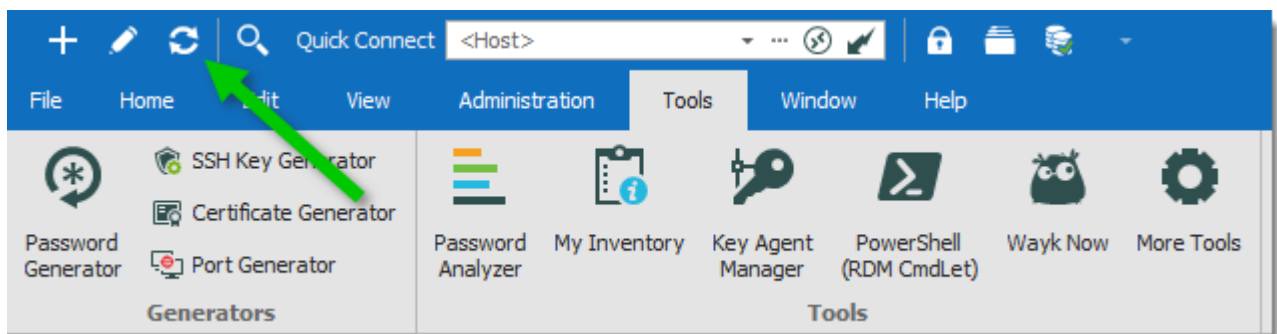 Quick Connect <Host>
File Home Edit View Administration Tools Window Help
SSH Key Generator
Certificate Generator
Port Generator
Password
Generator
Password
Analyzer
My Inventory
Key Agent
Manager
PowerShell
(RDM CmdLet)
Wayk Now
More Tools
Generators
Tools